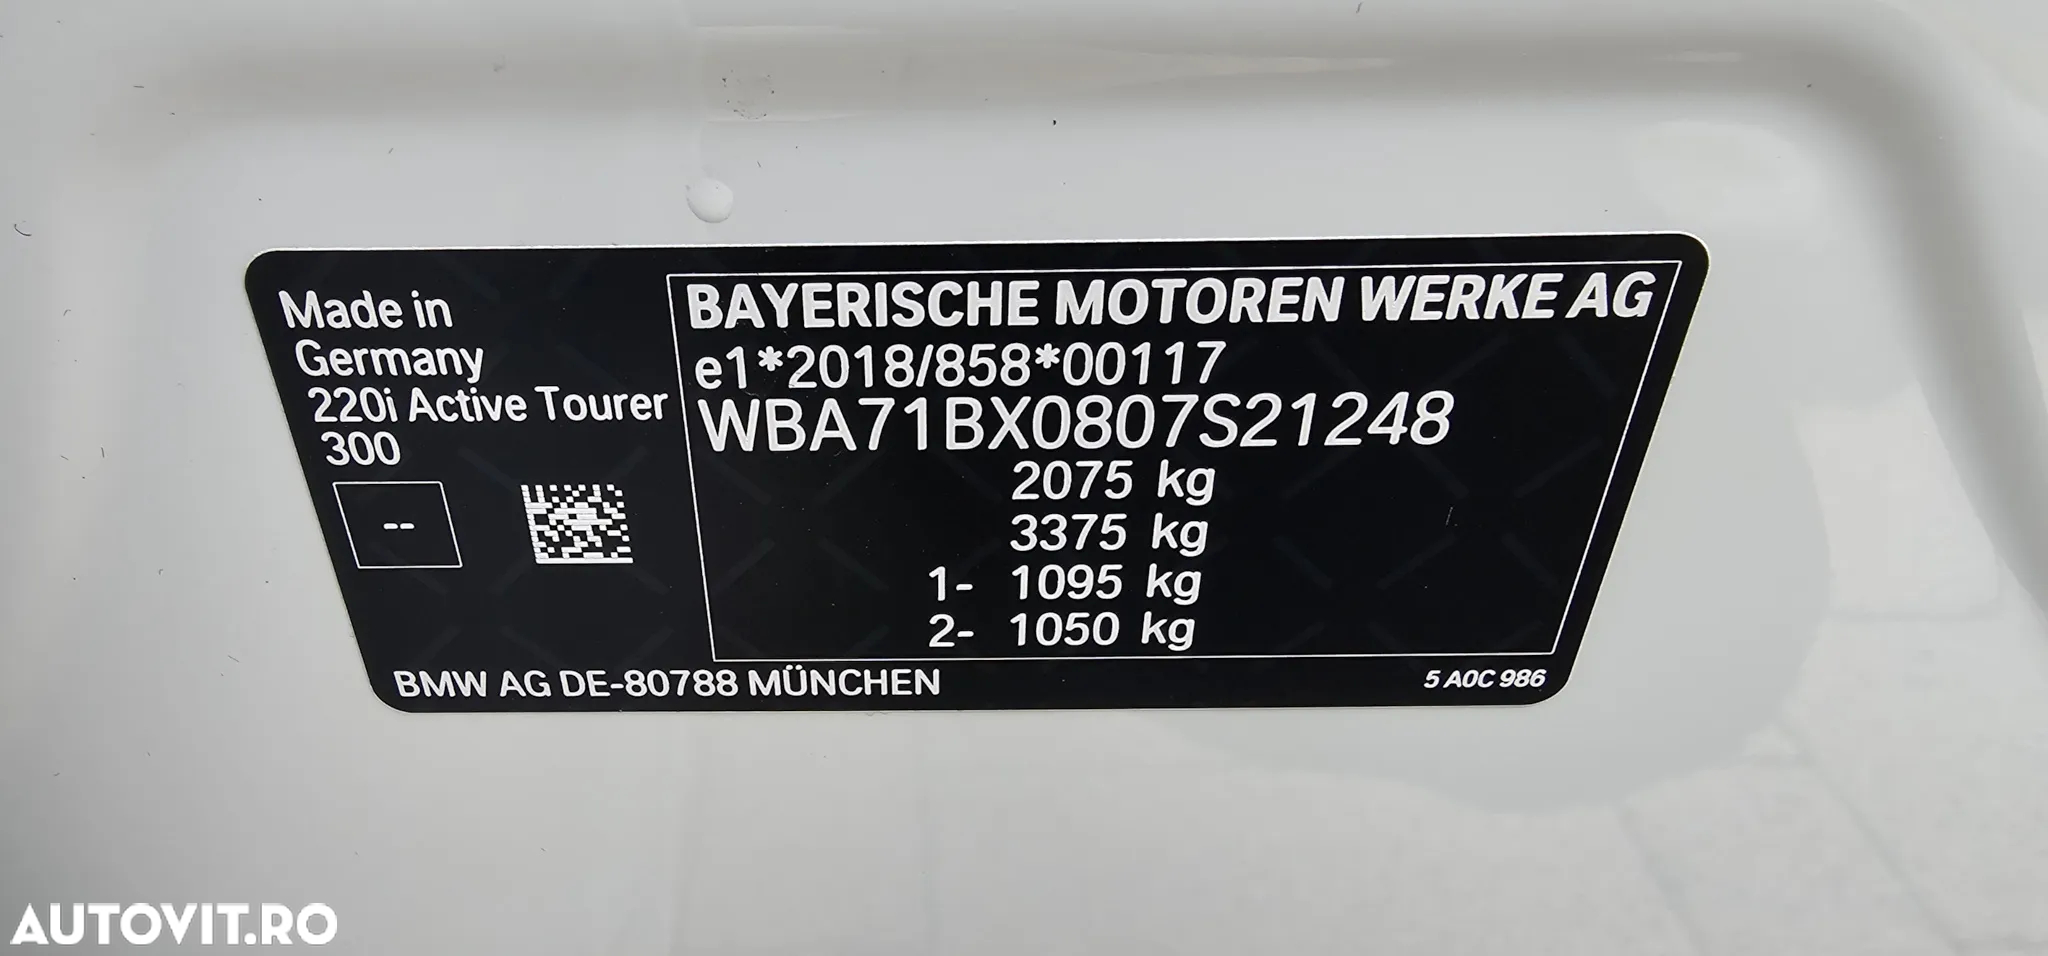 Made in
Germany
220i Active Tourer
300
--
BAYERISCHE MOTOREN WERKE AG
e1*2018/858*00117
WBA71BX0807S21248
2075 kg
3375 kg
1- 1095 kg
2- 1050 kg
BMW AG DE-80788 MÜNCHEN
5 A0C 986
AUTOVIT.RO